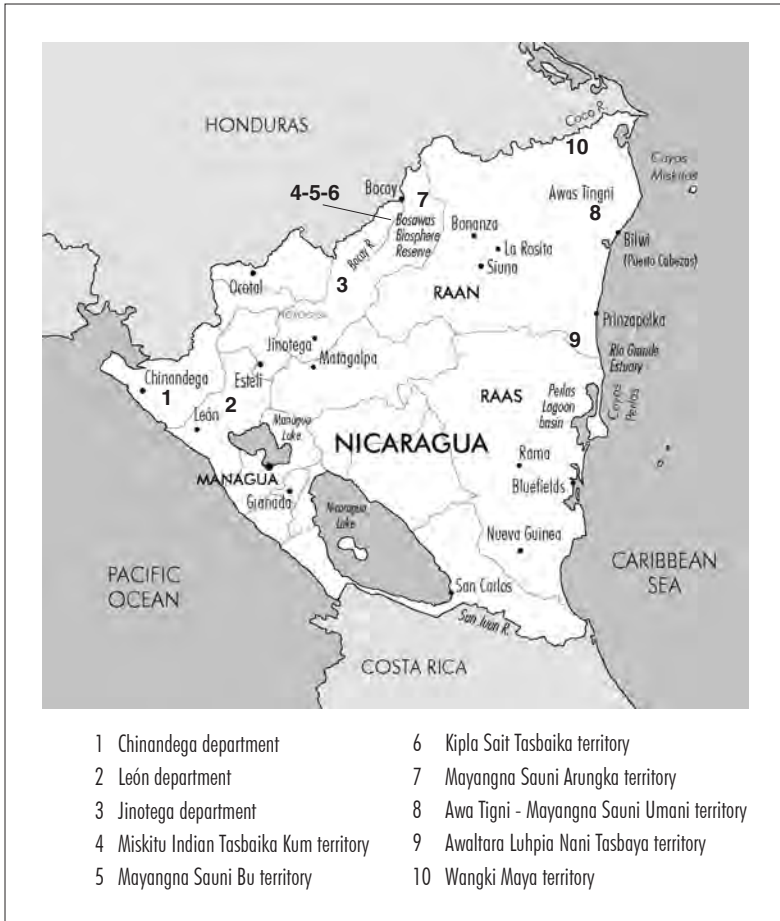 HONDURAS
Coco R.
10
Cayos
Miskitos
4-5-6
Bocay
7
Awas Tingni
8
Bosawas
Biosphere
Reserve
Bonanza
Bilwi
(Puerto Cabezas)
Bocay R.
La Rosita
Siuna
3
Ocotal
RAAN
Prinzapolka
Jinotega
9
Matagalpa
Río Grande
Estuary
Chinandega
Estelí
1
2
RAAS
Perlas
Lagoon
basin
Cayos
Perlas
León
Managua
Lake
NICARAGUA
Rama
MANAGUA
Bluefields
Granada
Nicaragua
Lake
Nueva Guinea
PACIFIC
OCEAN
CARIBBEAN
SEA
San Carlos
San Juan R.
COSTA RICA
1 Chinandega department
2 León department
3 Jinotega department
4 Miskitu Indian Tasbaika Kum territory
5 Mayangna Sauni Bu territory
6 Kipla Sait Tasbaika territory
7 Mayangna Sauni Arungka territory
8 Awa Tigni - Mayangna Sauni Umani territory
9 Awaltara Luhpia Nani Tasbaya territory
10 Wangki Maya territory